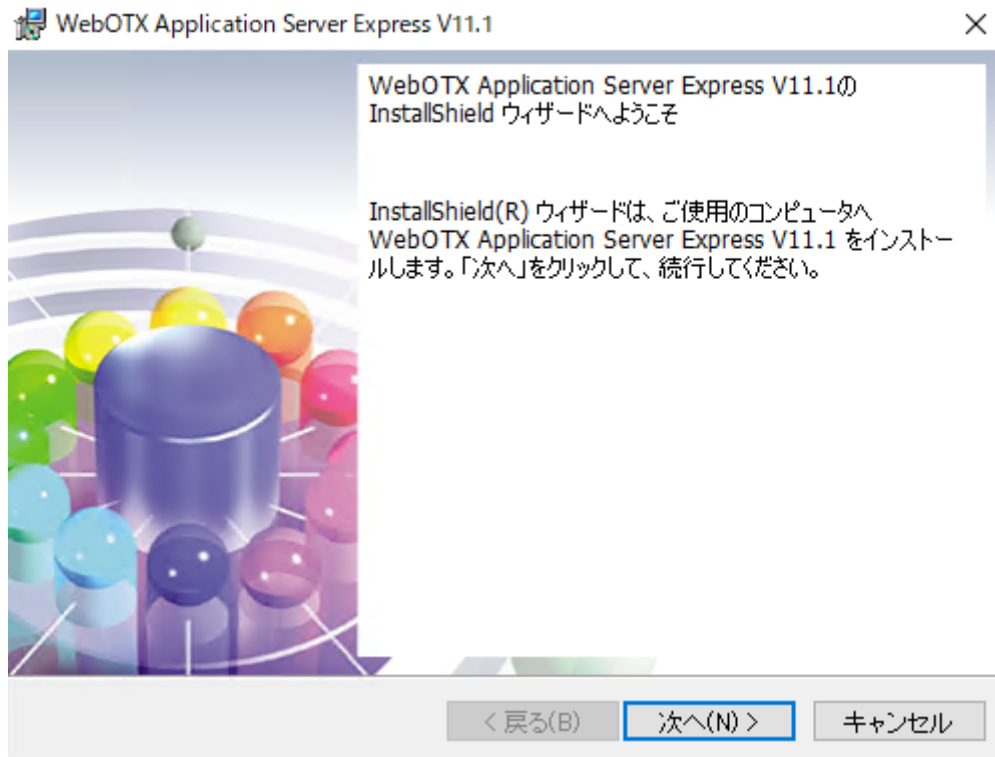 WebOTX Application Server Express V11.1
WebOTX Application Server Express V11.1の
InstallShield ウィザードへようこそ
InstallShield(R) ウィザードは、ご使用のコンピュータへ
WebOTX Application Server Express V11.1 をインストー
ルします。「次へ」をクリックして、続行してください。
< 戻る(B) 次へ(N) > キャンセル